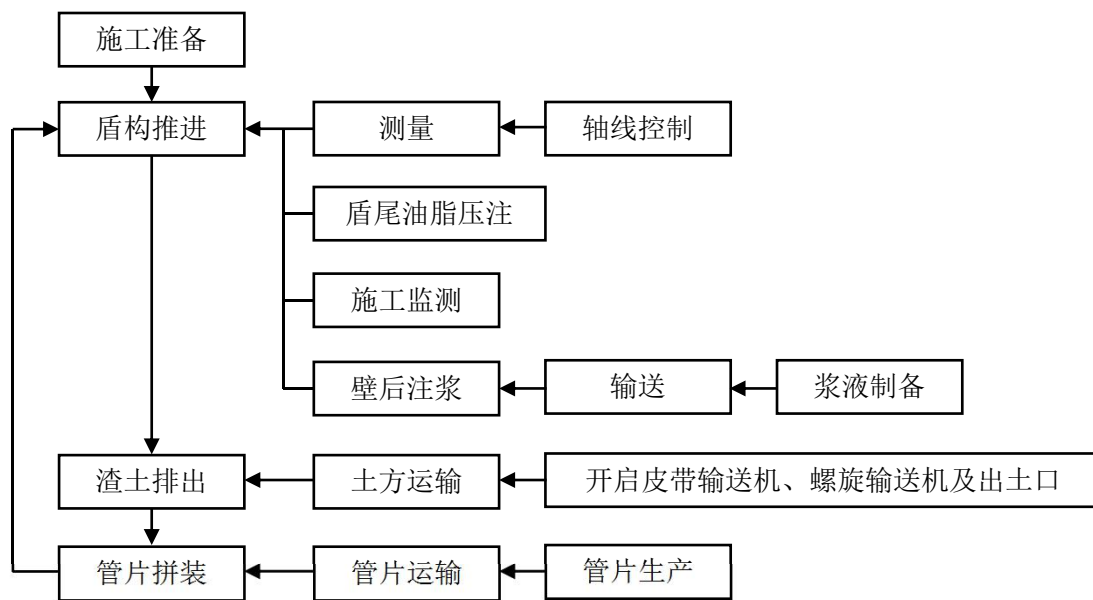 施工准备
盾构推进
测量
轴线控制
盾尾油脂压注
施工监测
壁后注浆
输送
浆液制备
渣土排出
土方运输
开启皮带输送机、螺旋输送机及出土口
管片拼装
管片运输
管片生产